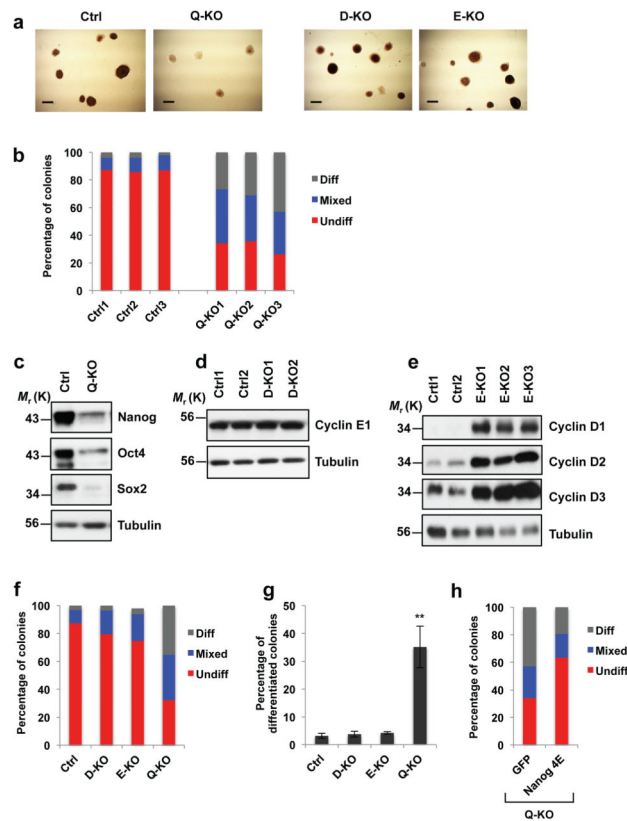 a
Ctrl Q-KO D-KO E-KO
b
Percentage of colonies
100
80
60
40
20
0
Diff
Mixed
Undiff
Ctrl1 Ctrl2 Ctrl3 Q-KO1 Q-KO2 Q-KO3
c
Ctrl Q-KO
Mr (K)
43 Nanog
43 Oct4
34 Sox2
56 Tubulin
d
Ctrl1 Ctrl2 D-KO1 D-KO2
Mr (K)
56 Cyclin E1
56 Tubulin
e
Crtl1 Ctrl2 E-KO1 E-KO2 E-KO3
Mr (K)
34 Cyclin D1
34 Cyclin D2
34 Cyclin D3
56 Tubulin
f
Percentage of colonies
100
80
60
40
20
0
Diff
Mixed
Undiff
Ctrl D-KO E-KO Q-KO
g
Percentage of
differentiated colonies
50
40
30
20
10
0
**
Ctrl D-KO E-KO Q-KO
h
Percentage of colonies
100
80
60
40
20
0
Diff
Mixed
Undiff
GFP Nanog 4E
Q-KO